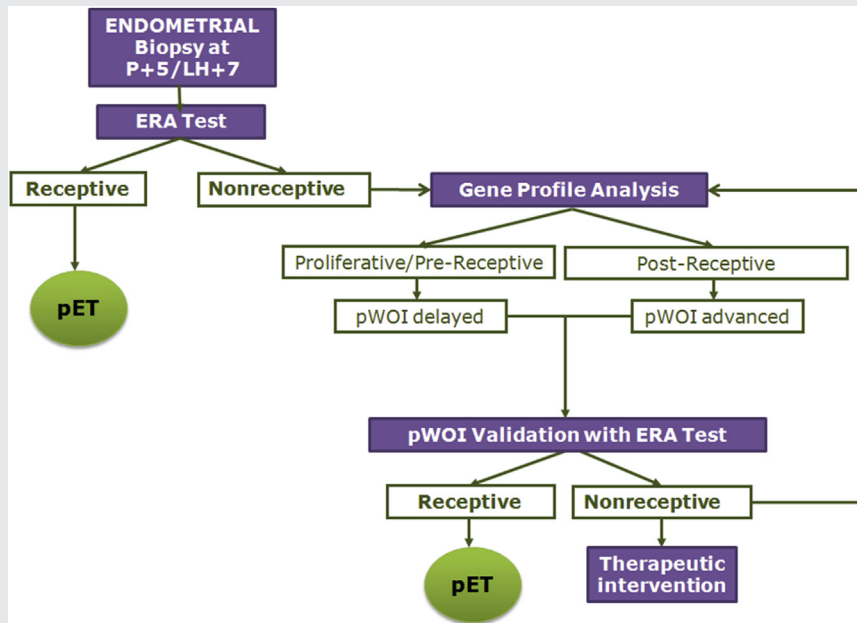 ENDOMETRIAL
Biopsy at
P+5/LH+7
ERA Test
Receptive
Nonreceptive
Gene Profile Analysis
Proliferative/Pre-Receptive
Post-Receptive
pET
pWOI delayed
pWOI advanced
pWOI Validation with ERA Test
Receptive
Nonreceptive
pET
Therapeutic
intervention